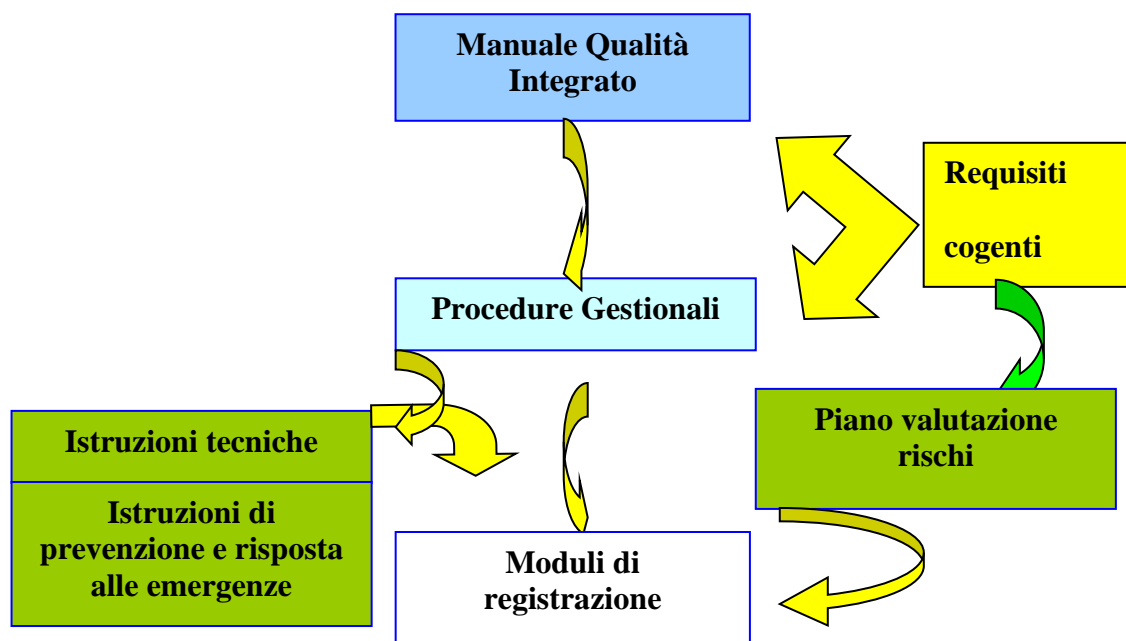 Manuale Qualità
Integrato
Requisiti
cogenti
Procedure Gestionali
Istruzioni tecniche
Piano valutazione
rischi
Istruzioni di
prevenzione e risposta
alle emergenze
Moduli di
registrazione